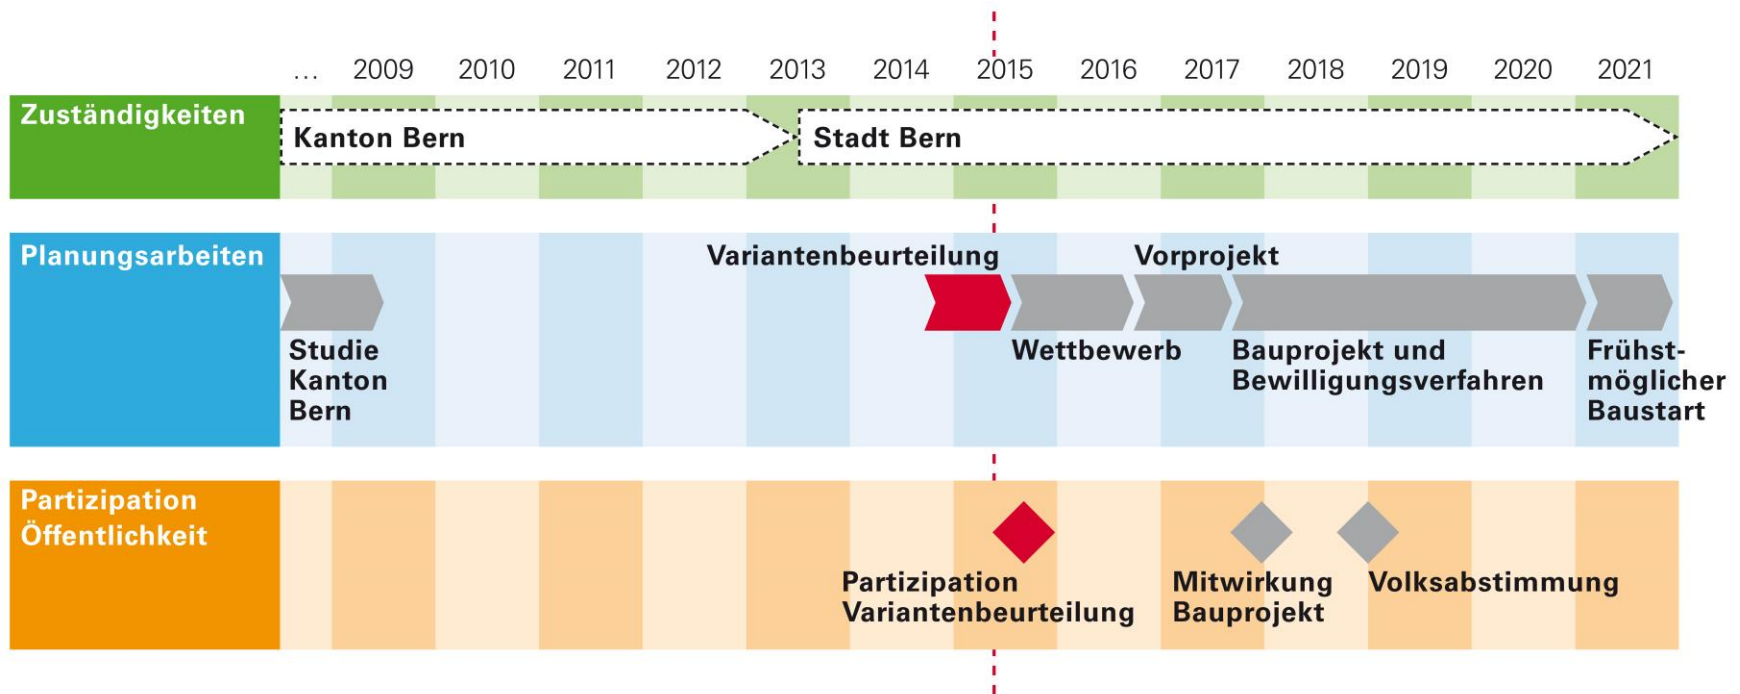 … 2009 2010 2011 2012 2013 2014 2015 2016 2017 2018 2019 2020 2021
Zuständigkeiten
Kanton Bern
Stadt Bern
Planungsarbeiten
Variantenbeurteilung
Vorprojekt
Studie
Kanton
Bern
Wettbewerb
Bauprojekt und
Bewilligungsverfahren
Frühst-
möglicher
Baustart
Partizipation
Öffentlichkeit
Partizipation
Variantenbeurteilung
Mitwirkung
Bauprojekt
Volksabstimmung